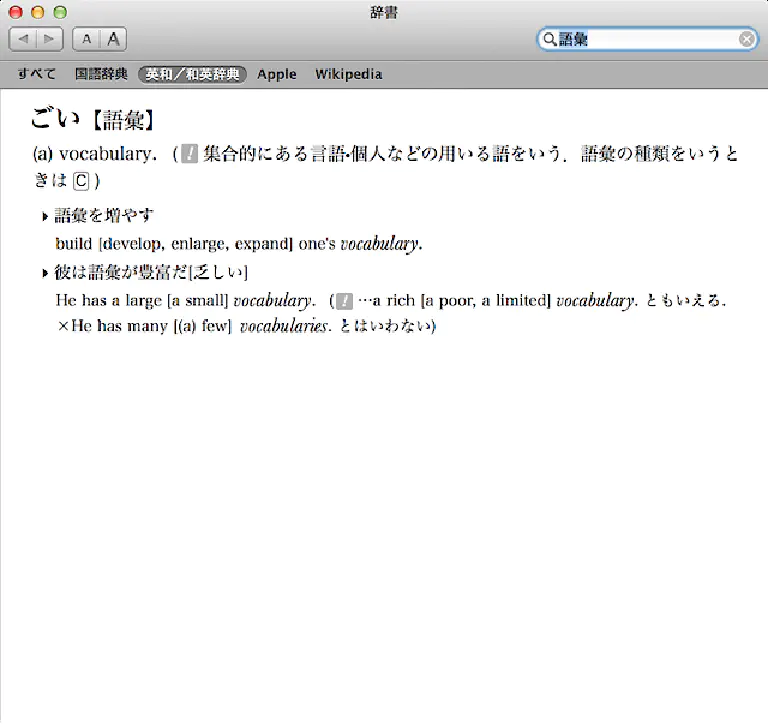 辞書
A A
語彙
すべて 国語辞典 英和／和英辞典 Apple Wikipedia
ごい【語彙】
(a) vocabulary. (! 集合的にある言語・個人などの用いる語をいう．語彙の種類をいうと
きは C )
語彙を増やす
build [develop, enlarge, expand] one's vocabulary.
彼は語彙が豊富だ[乏しい]
He has a large [a small] vocabulary. (! …a rich [a poor, a limited] vocabulary. ともいえる.
×He has many [(a) few] vocabularies. とはいわない)